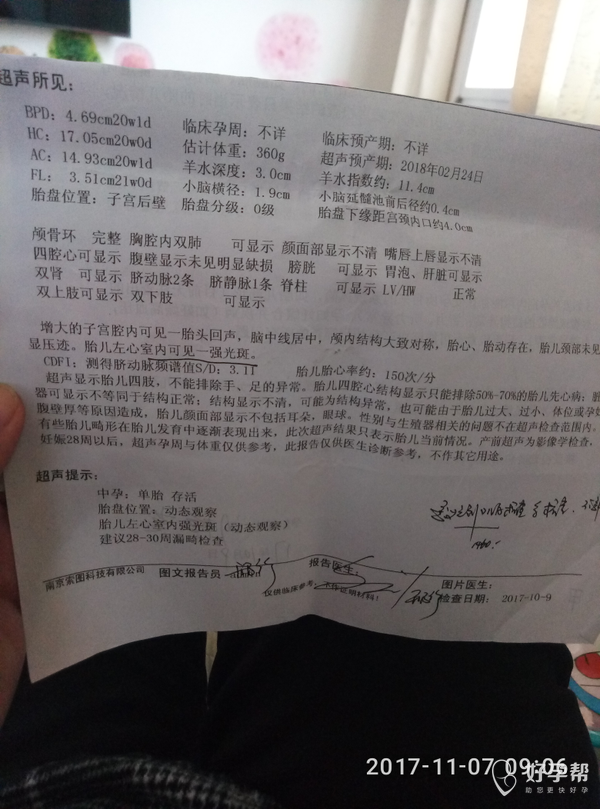 超声所见：
BPD：4.69cm20w1d 临床孕周：不详 临床预产期：不详
HC：17.05cm20w0d 估计体重：360g 超声预产期：2018年02月24日
AC：14.93cm20w1d 羊水深度：3.0cm 羊水指数约：11.4cm
FL：3.51cm21w0d 小脑横径：1.9cm 小脑延髓池前后径约0.4cm
胎盘位置：子宫后壁 胎盘分级：0级 胎盘下缘距宫颈内口约4.0cm
颅骨环 完整 胸腔内双肺 可显示 颜面部显示不清 嘴唇上唇显示不清
四腔心可显示 腹壁显示未见明显缺损 膀胱 可显示 胃泡、肝脏可显示
双肾 可显示 脐动脉2条 脐静脉1条 脊柱 可显示 LV/HW 正常
双上肢可显示 双下肢 可显示
增大的子宫腔内可见一胎头回声，脑中线居中，颅内结构大致对称，胎心、胎动存在，胎儿颈部未见
显压迹。胎儿左心室内可见一强光斑。
CDFI：测得脐动脉频谱值S/D：3.11 胎儿胎心率约：150次/分
超声显示胎儿四肢，不能排除手、足的异常。胎儿四腔心结构显示只能排除50%-70%的胎儿先心病；脏
器可显示不等同于结构正常；结构显示不清，可能为结构异常，也可能由于胎儿过大、过小、体位或孕妇
腹壁厚等原因造成，胎儿颜面部显示不包括耳朵，眼球。性别与生殖器相关的问题不在超声检查范围内，
有些胎儿畸形在胎儿发育中逐渐表现出来，此次超声结果只表示胎儿当前情况。产前超声为影像学检查，
妊娠28周以后，超声孕周与体重仅供参考，此报告仅供医生诊断参考，不作其它用途。
超声提示：
中孕：单胎 存活
胎盘位置：动态观察
胎儿左心室内强光斑（动态观察）
建议28-30周漏畸检查
南京索图科技有限公司 图文报告员 报告医生： 图片医生：
仅供临床参考，不作证明材料！ 检查日期： 2017-10-9
2017-11-07 09:06
好孕帮
助您更快好孕